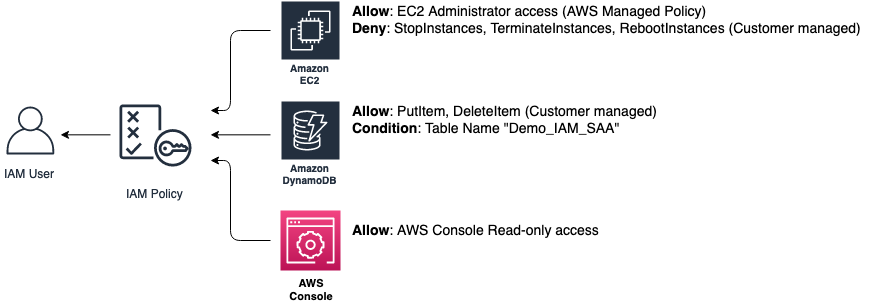 Allow: EC2 Administrator access (AWS Managed Policy)
Deny: StopInstances, TerminateInstances, RebootInstances (Customer managed)
Amazon
EC2
Allow: PutItem, DeleteItem (Customer managed)
Condition: Table Name "Demo_IAM_SAA"
Amazon
DynamoDB
IAM User
IAM Policy
Allow: AWS Console Read-only access
AWS
Console